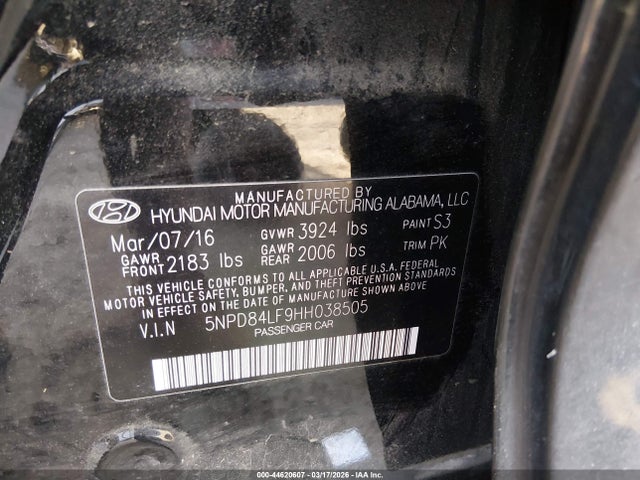 MANUFACTURED BY
HYUNDAI MOTOR MANUFACTURING ALABAMA, LLC
Mar/07/16 GVWR 3924 lbs PAINT S3
GAWR FRONT 2183 lbs GAWR REAR 2006 lbs TRIM PK
THIS VEHICLE CONFORMS TO ALL APPLICABLE U.S.A. FEDERAL
MOTOR VEHICLE SAFETY, BUMPER, AND THEFT PREVENTION STANDARDS
IN EFFECT ON THE DATE OF MANUFACTURE SHOWN ABOVE.
V.I.N 5NPD84LF9HH038505
PASSENGER CAR
000-44620607 - 03/17/2026 - IAAI.COM